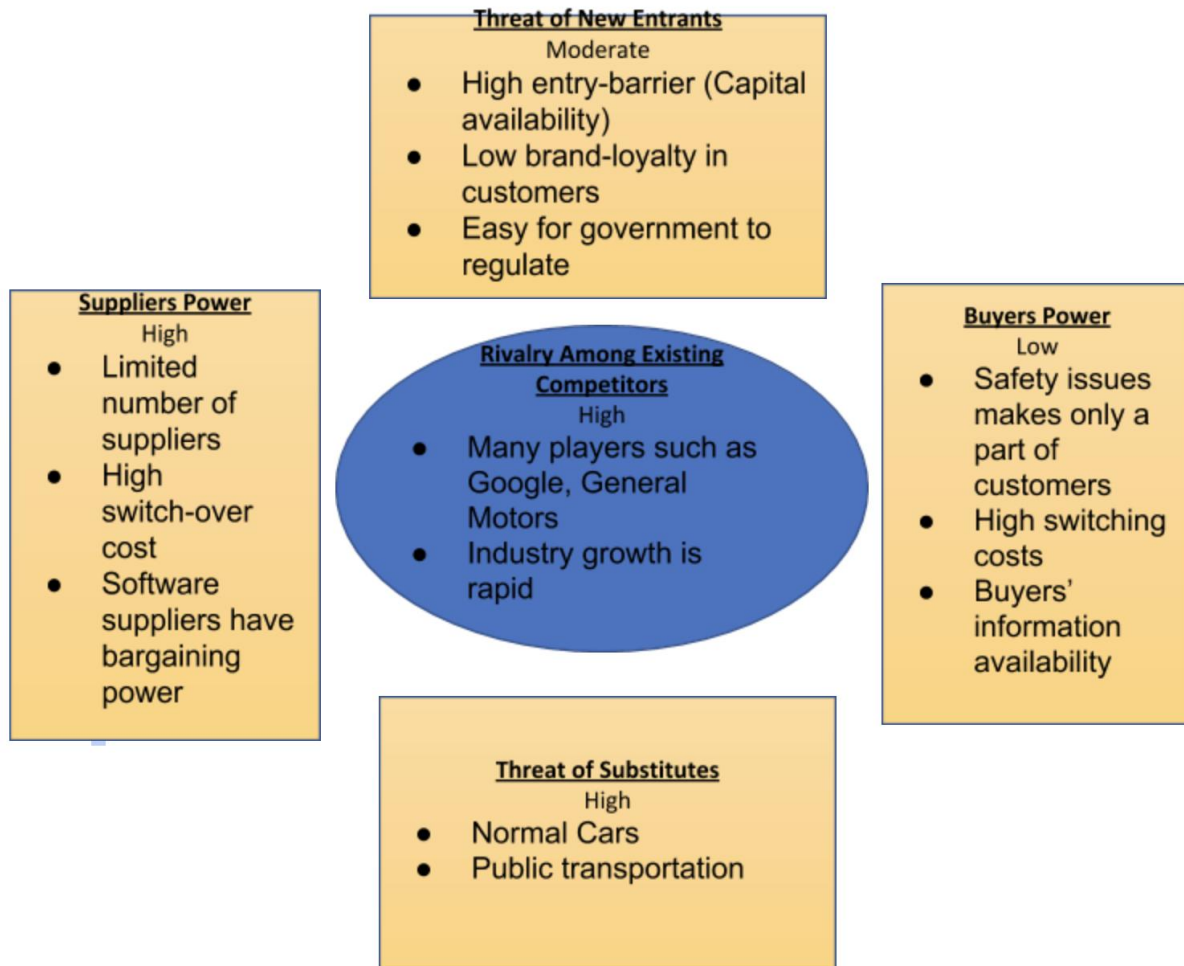 Threat of New Entrants
Moderate
● High entry-barrier (Capital
availability)
● Low brand-loyalty in
customers
● Easy for government to
regulate
Suppliers Power
High
● Limited
number of
suppliers
● High
switch-over
cost
● Software
suppliers have
bargaining
power
Rivalry Among Existing
Competitors
High
● Many players such as
Google, General
Motors
● Industry growth is
rapid
Buyers Power
Low
● Safety issues
makes only a
part of
customers
● High switching
costs
● Buyers’
information
availability
Threat of Substitutes
High
● Normal Cars
● Public transportation